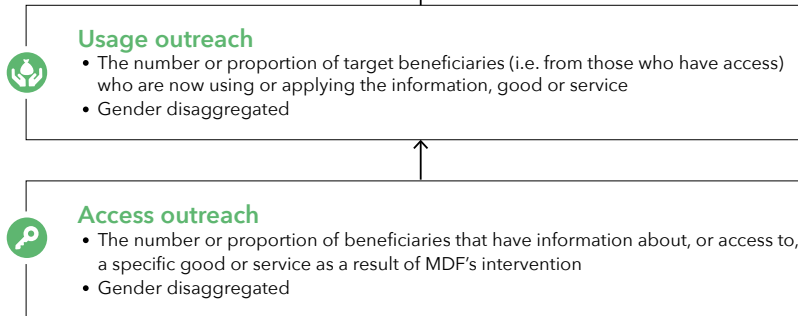 Usage outreach
• The number or proportion of target beneficiaries (i.e. from those who have access)
who are now using or applying the information, good or service
• Gender disaggregated
Access outreach
• The number or proportion of beneficiaries that have information about, or access to,
a specific good or service as a result of MDF's intervention
• Gender disaggregated